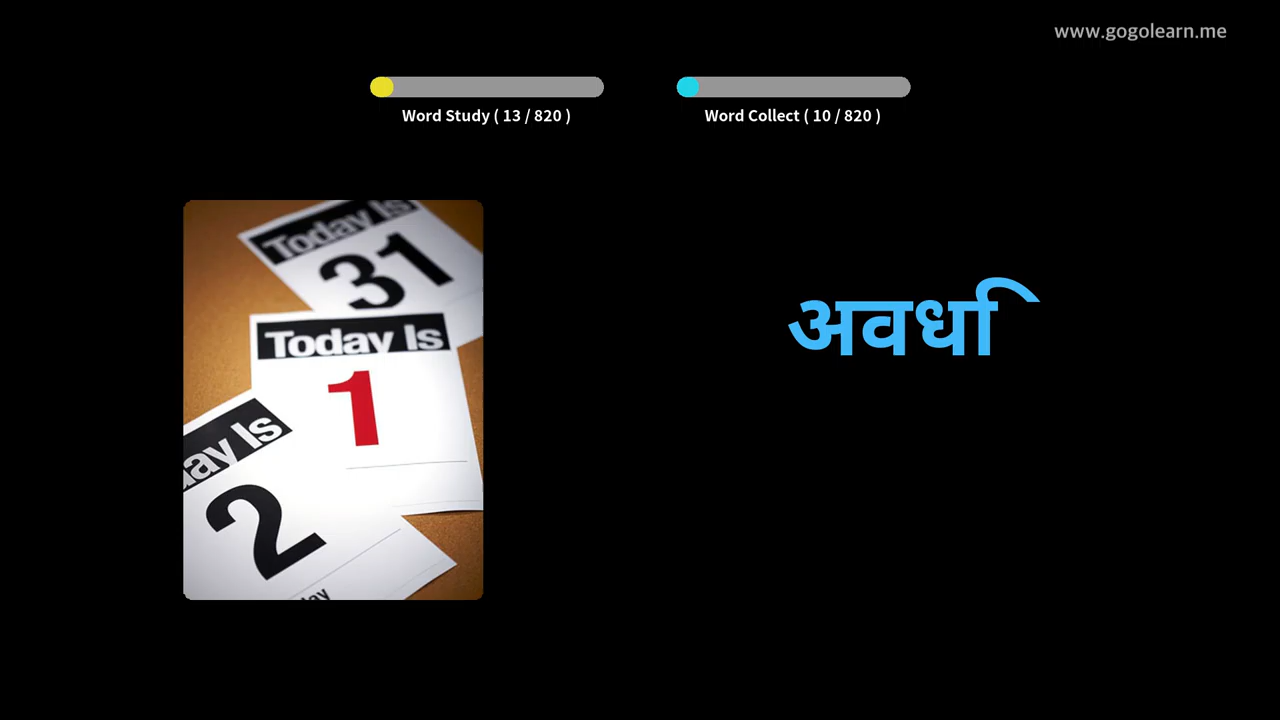 www.gogolearn.me
Word Study ( 13 / 820 )
Word Collect ( 10 / 820 )
Today Is
31
Today Is
1
ay Is
2
अवधि